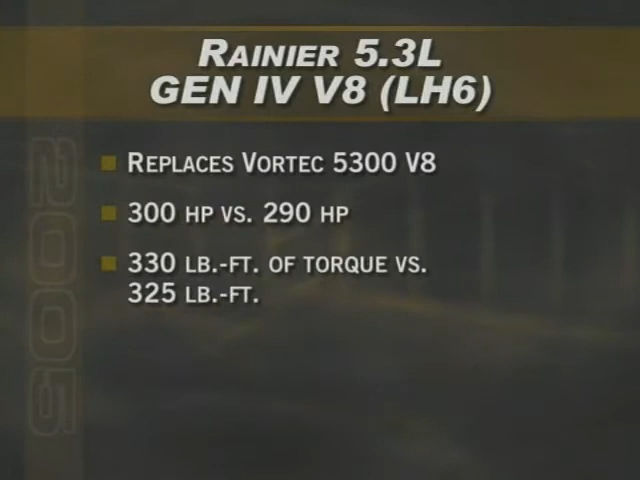 RAINIER 5.3L
GEN IV V8 (LH6)
REPLACES VORTEC 5300 V8
300 HP VS. 290 HP
330 LB.-FT. OF TORQUE VS.
325 LB.-FT.
2005